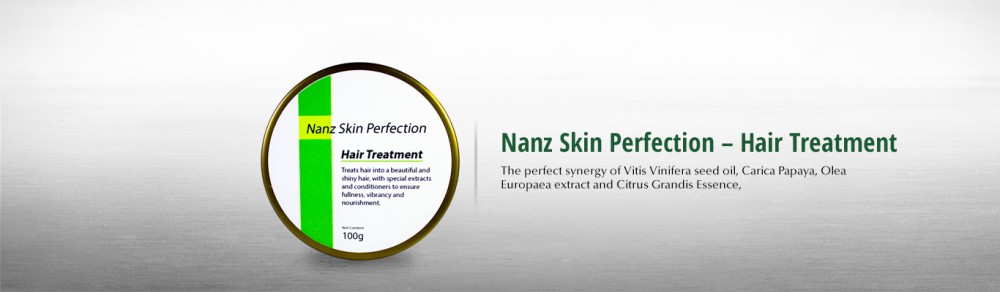 Nanz Skin Perfection
Hair Treatment
Treats hair into a beautiful and
shiny hair, with special extracts
and conditioners to ensure
fullness, vibrancy and
nourishment.
Net Content
100g
Nanz Skin Perfection – Hair Treatment
The perfect synergy of Vitis Vinifera seed oil, Carica Papaya, Olea
Europaea extract and Citrus Grandis Essence,